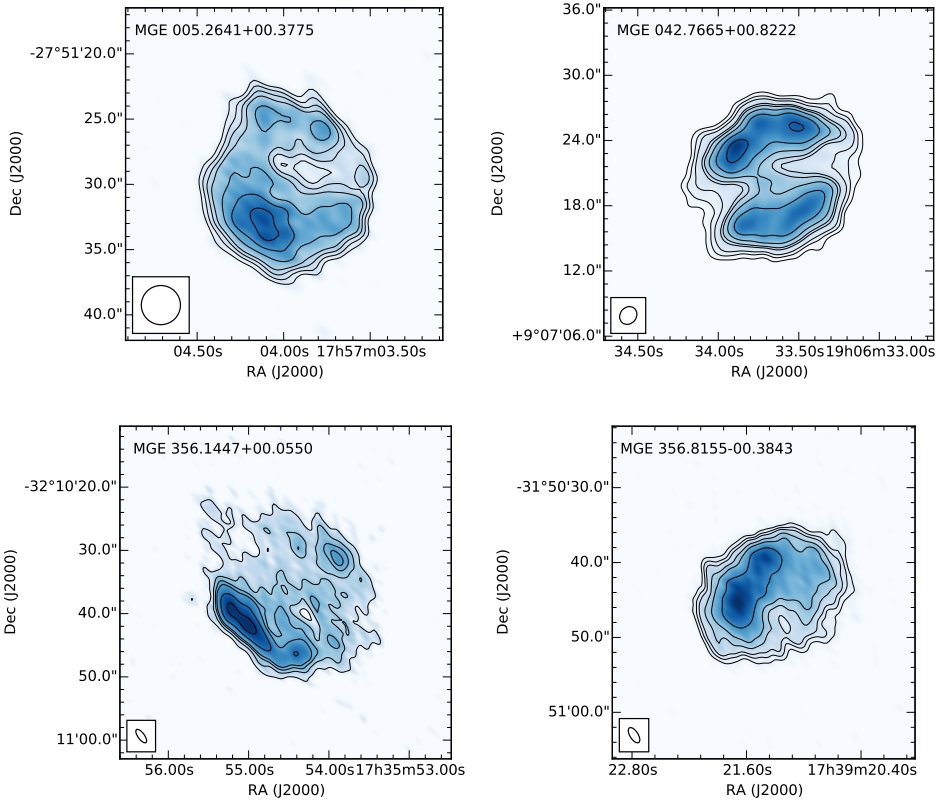 MGE 005.2641+00.3775
-27°51'20.0"
25.0"
30.0"
35.0"
40.0"
Dec (J2000)
04.50s 04.00s 17h57m03.50s
RA (J2000)
MGE 042.7665+00.8222
36.0"
30.0"
24.0"
18.0"
12.0"
+9°07'06.0"
Dec (J2000)
34.50s 34.00s 33.50s 19h06m33.00s
RA (J2000)
MGE 356.1447+00.0550
-32°10'20.0"
30.0"
40.0"
50.0"
11'00.0"
Dec (J2000)
56.00s 55.00s 54.00s 17h35m53.00s
RA (J2000)
MGE 356.8155-00.3843
-31°50'30.0"
40.0"
50.0"
51'00.0"
Dec (J2000)
22.80s 21.60s 17h39m20.40s
RA (J2000)